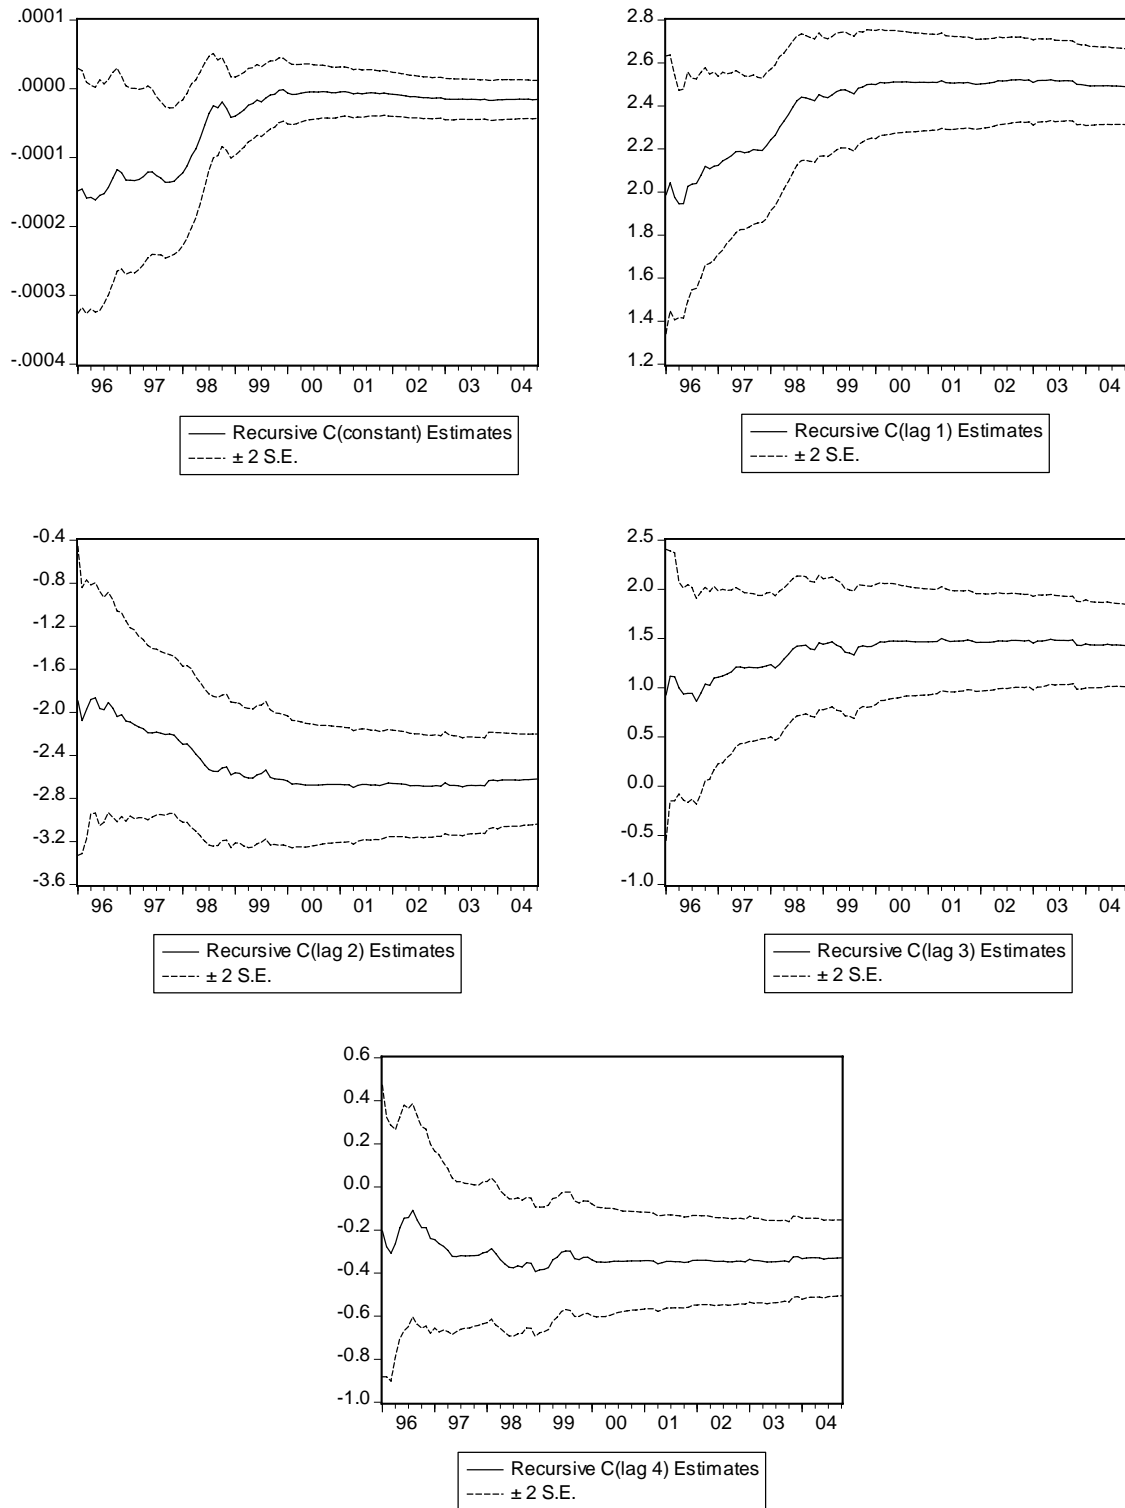 .0001
.0000
-.0001
-.0002
-.0003
-.0004
96 97 98 99 00 01 02 03 04
Recursive C(constant) Estimates
± 2 S.E.
2.8
2.6
2.4
2.2
2.0
1.8
1.6
1.4
1.2
96 97 98 99 00 01 02 03 04
Recursive C(lag 1) Estimates
± 2 S.E.
-0.4
-0.8
-1.2
-1.6
-2.0
-2.4
-2.8
-3.2
-3.6
96 97 98 99 00 01 02 03 04
Recursive C(lag 2) Estimates
± 2 S.E.
2.5
2.0
1.5
1.0
0.5
0.0
-0.5
-1.0
96 97 98 99 00 01 02 03 04
Recursive C(lag 3) Estimates
± 2 S.E.
0.6
0.4
0.2
0.0
-0.2
-0.4
-0.6
-0.8
-1.0
96 97 98 99 00 01 02 03 04
Recursive C(lag 4) Estimates
± 2 S.E.